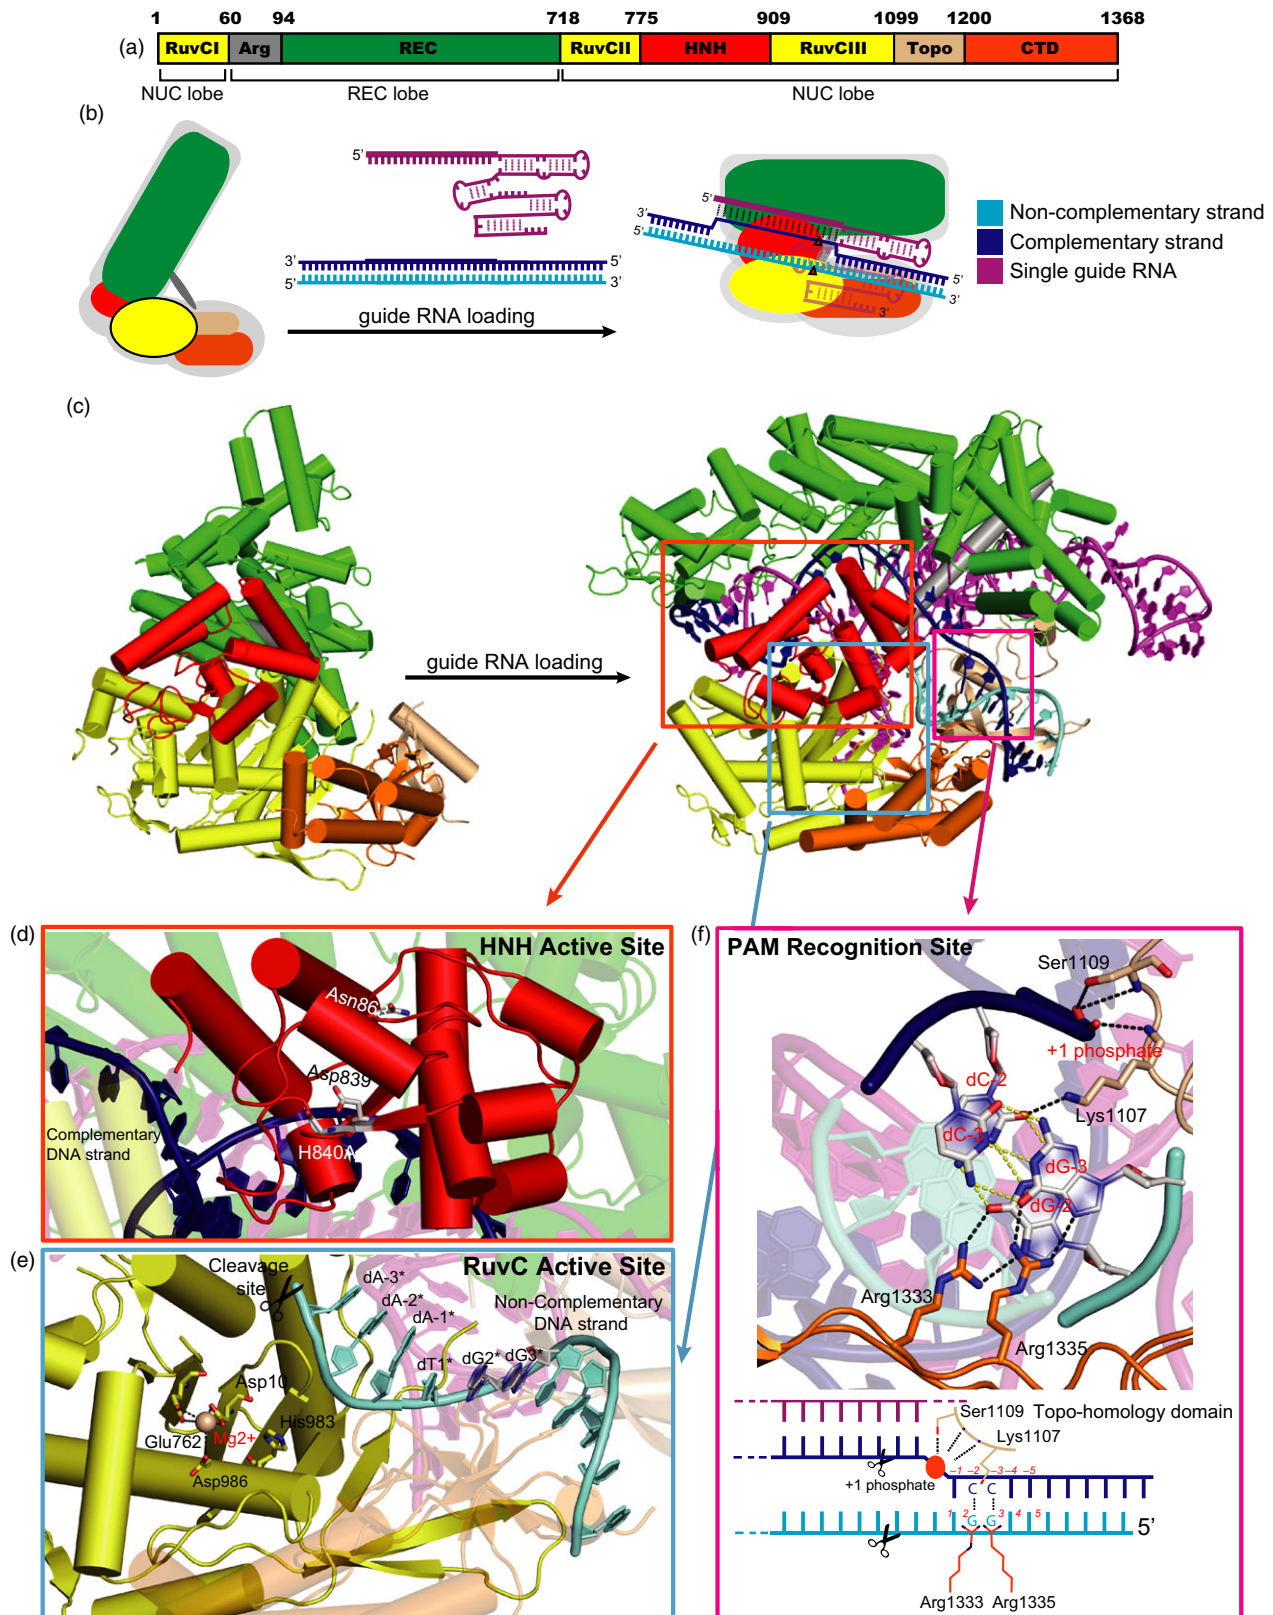 1 60 94 718 775 909 1099 1200 1368
(a) RuvCI Arg REC RuvCII HNH RuvCIII Topo CTD
NUC lobe REC lobe NUC lobe
(b)
5’
3’ 5’
5’ 3’
guide RNA loading
5’
3’
5’
5’
3’
3’
Non-complementary strand
Complementary strand
Single guide RNA
(c)
guide RNA loading
(d)
HNH Active Site
Asn86
Asp839
H840A
Complementary
DNA strand
(e)
RuvC Active Site
Cleavage
site
dA-3*
dA-2*
dA-1*
dT1*
dG2*
dG3*
Non-Complementary
DNA strand
Asp10
His983
Glu762
Mg2+
Asp986
(f)
PAM Recognition Site
Ser1109
+1 phosphate
dC-2
Lys1107
dC-3
dG-3
dG-2
Arg1333
Arg1335
Ser1109 Topo-homology domain
Lys1107
+1 phosphate
–1 –2 –3 –4 –5
C C
1 2 3 4 5
G G
5’
Arg1333 Arg1335